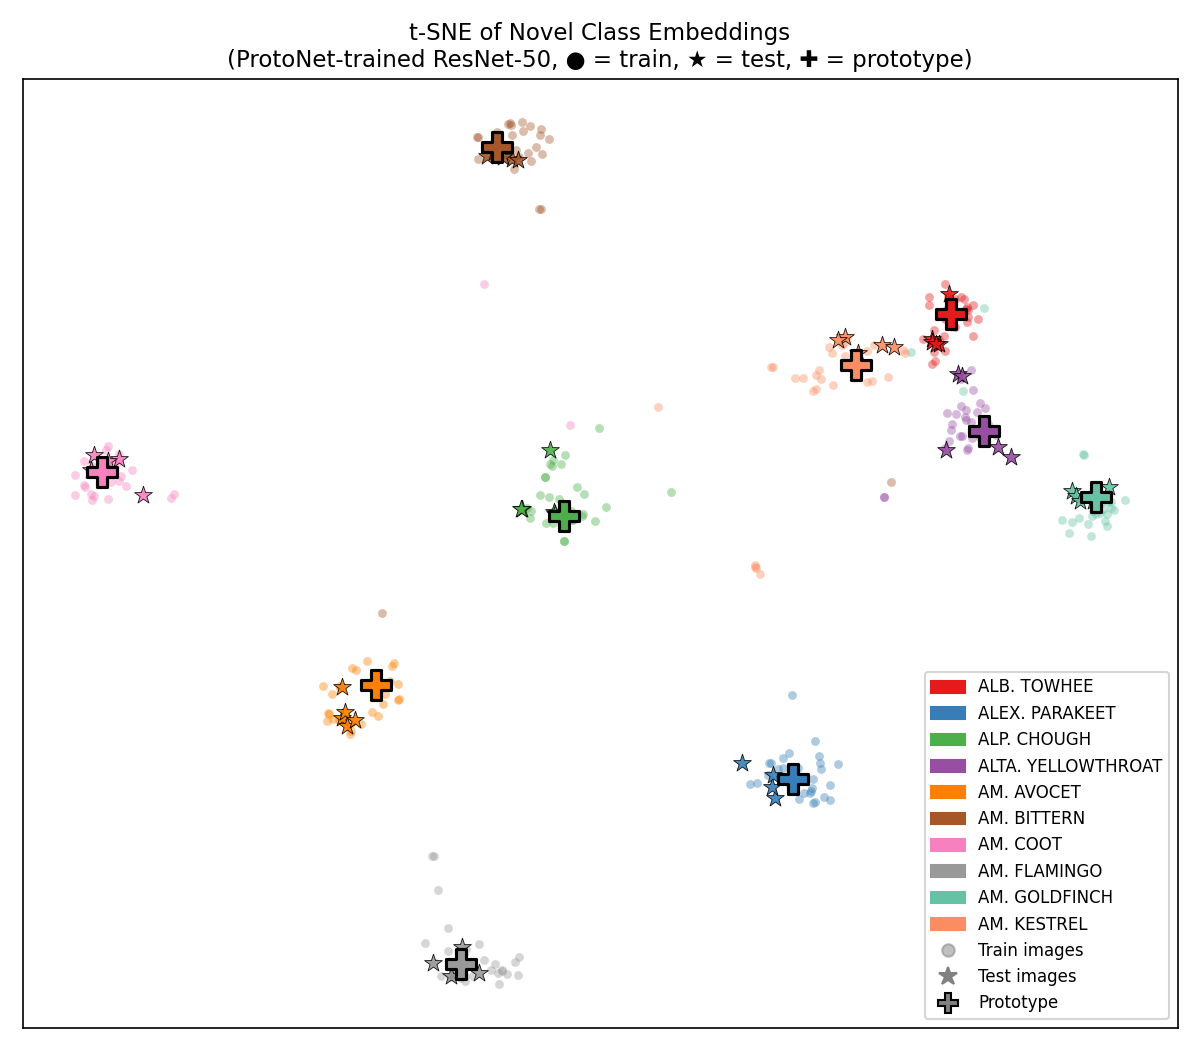 t-SNE of Novel Class Embeddings
(ProtoNet-trained ResNet-50, ● = train, ★ = test, ✚ = prototype)
ALB. TOWHEE
ALEX. PARAKEET
ALP. CHOUGH
ALTA. YELLOWTHROAT
AM. AVOCET
AM. BITTERN
AM. COOT
AM. FLAMINGO
AM. GOLDFINCH
AM. KESTREL
Train images
Test images
Prototype